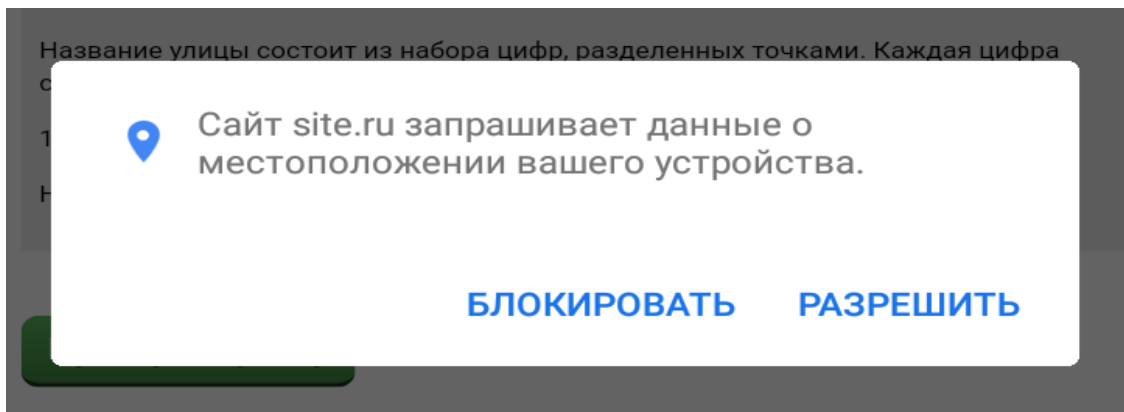 Название улицы состоит из набора цифр, разделенных точками. Каждая цифра
с
1
Н
Сайт site.ru запрашивает данные о
местоположении вашего устройства.
БЛОКИРОВАТЬ РАЗРЕШИТЬ